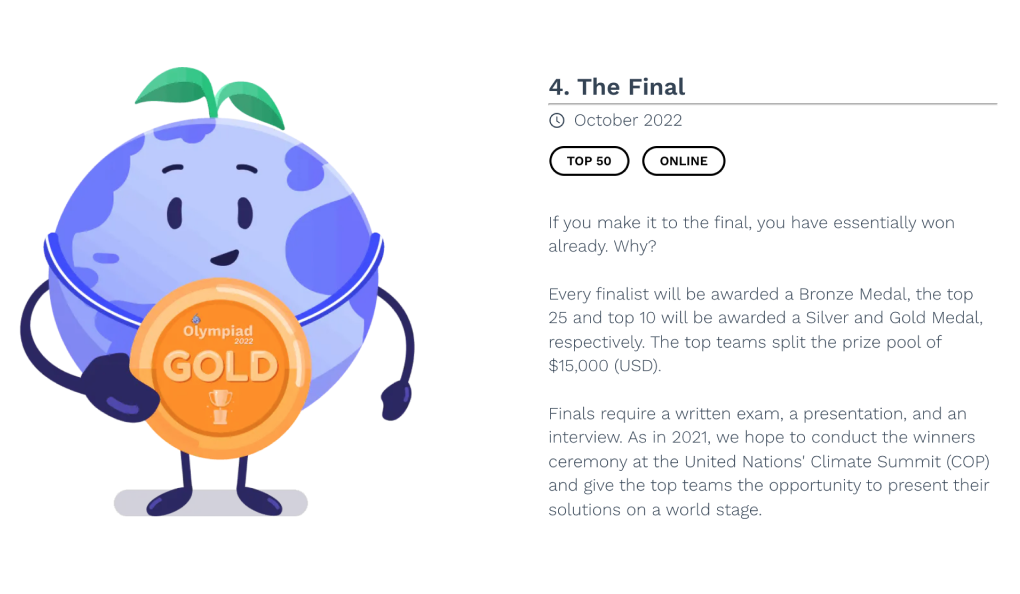 Olympiad
2022
GOLD
4. The Final
October 2022
TOP 50
ONLINE
If you make it to the final, you have essentially won
already. Why?
Every finalist will be awarded a Bronze Medal, the top
25 and top 10 will be awarded a Silver and Gold Medal,
respectively. The top teams split the prize pool of
$15,000 (USD).
Finals require a written exam, a presentation, and an
interview. As in 2021, we hope to conduct the winners
ceremony at the United Nations' Climate Summit (COP)
and give the top teams the opportunity to present their
solutions on a world stage.